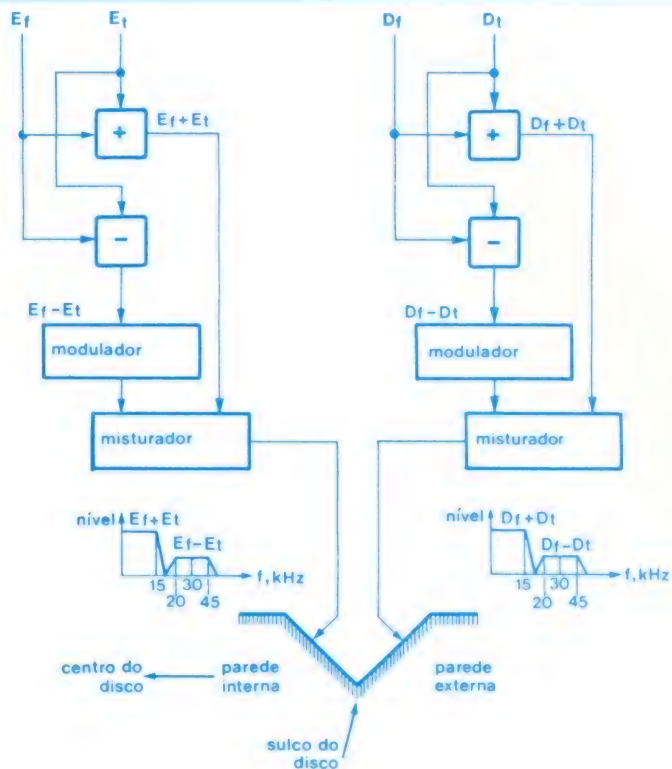 Ef Et
Df Dt
+
Ef+Et
+
Df+Dt
−
−
Ef−Et
Df−Dt
modulador
modulador
misturador
misturador
nível Ef+Et
Ef−Et
f, kHz
15 30
20 45
nível Df+Dt
Df−Dt
f, kHz
15 30
20 45
centro do
disco
parede
interna
parede
externa
sulco do
disco